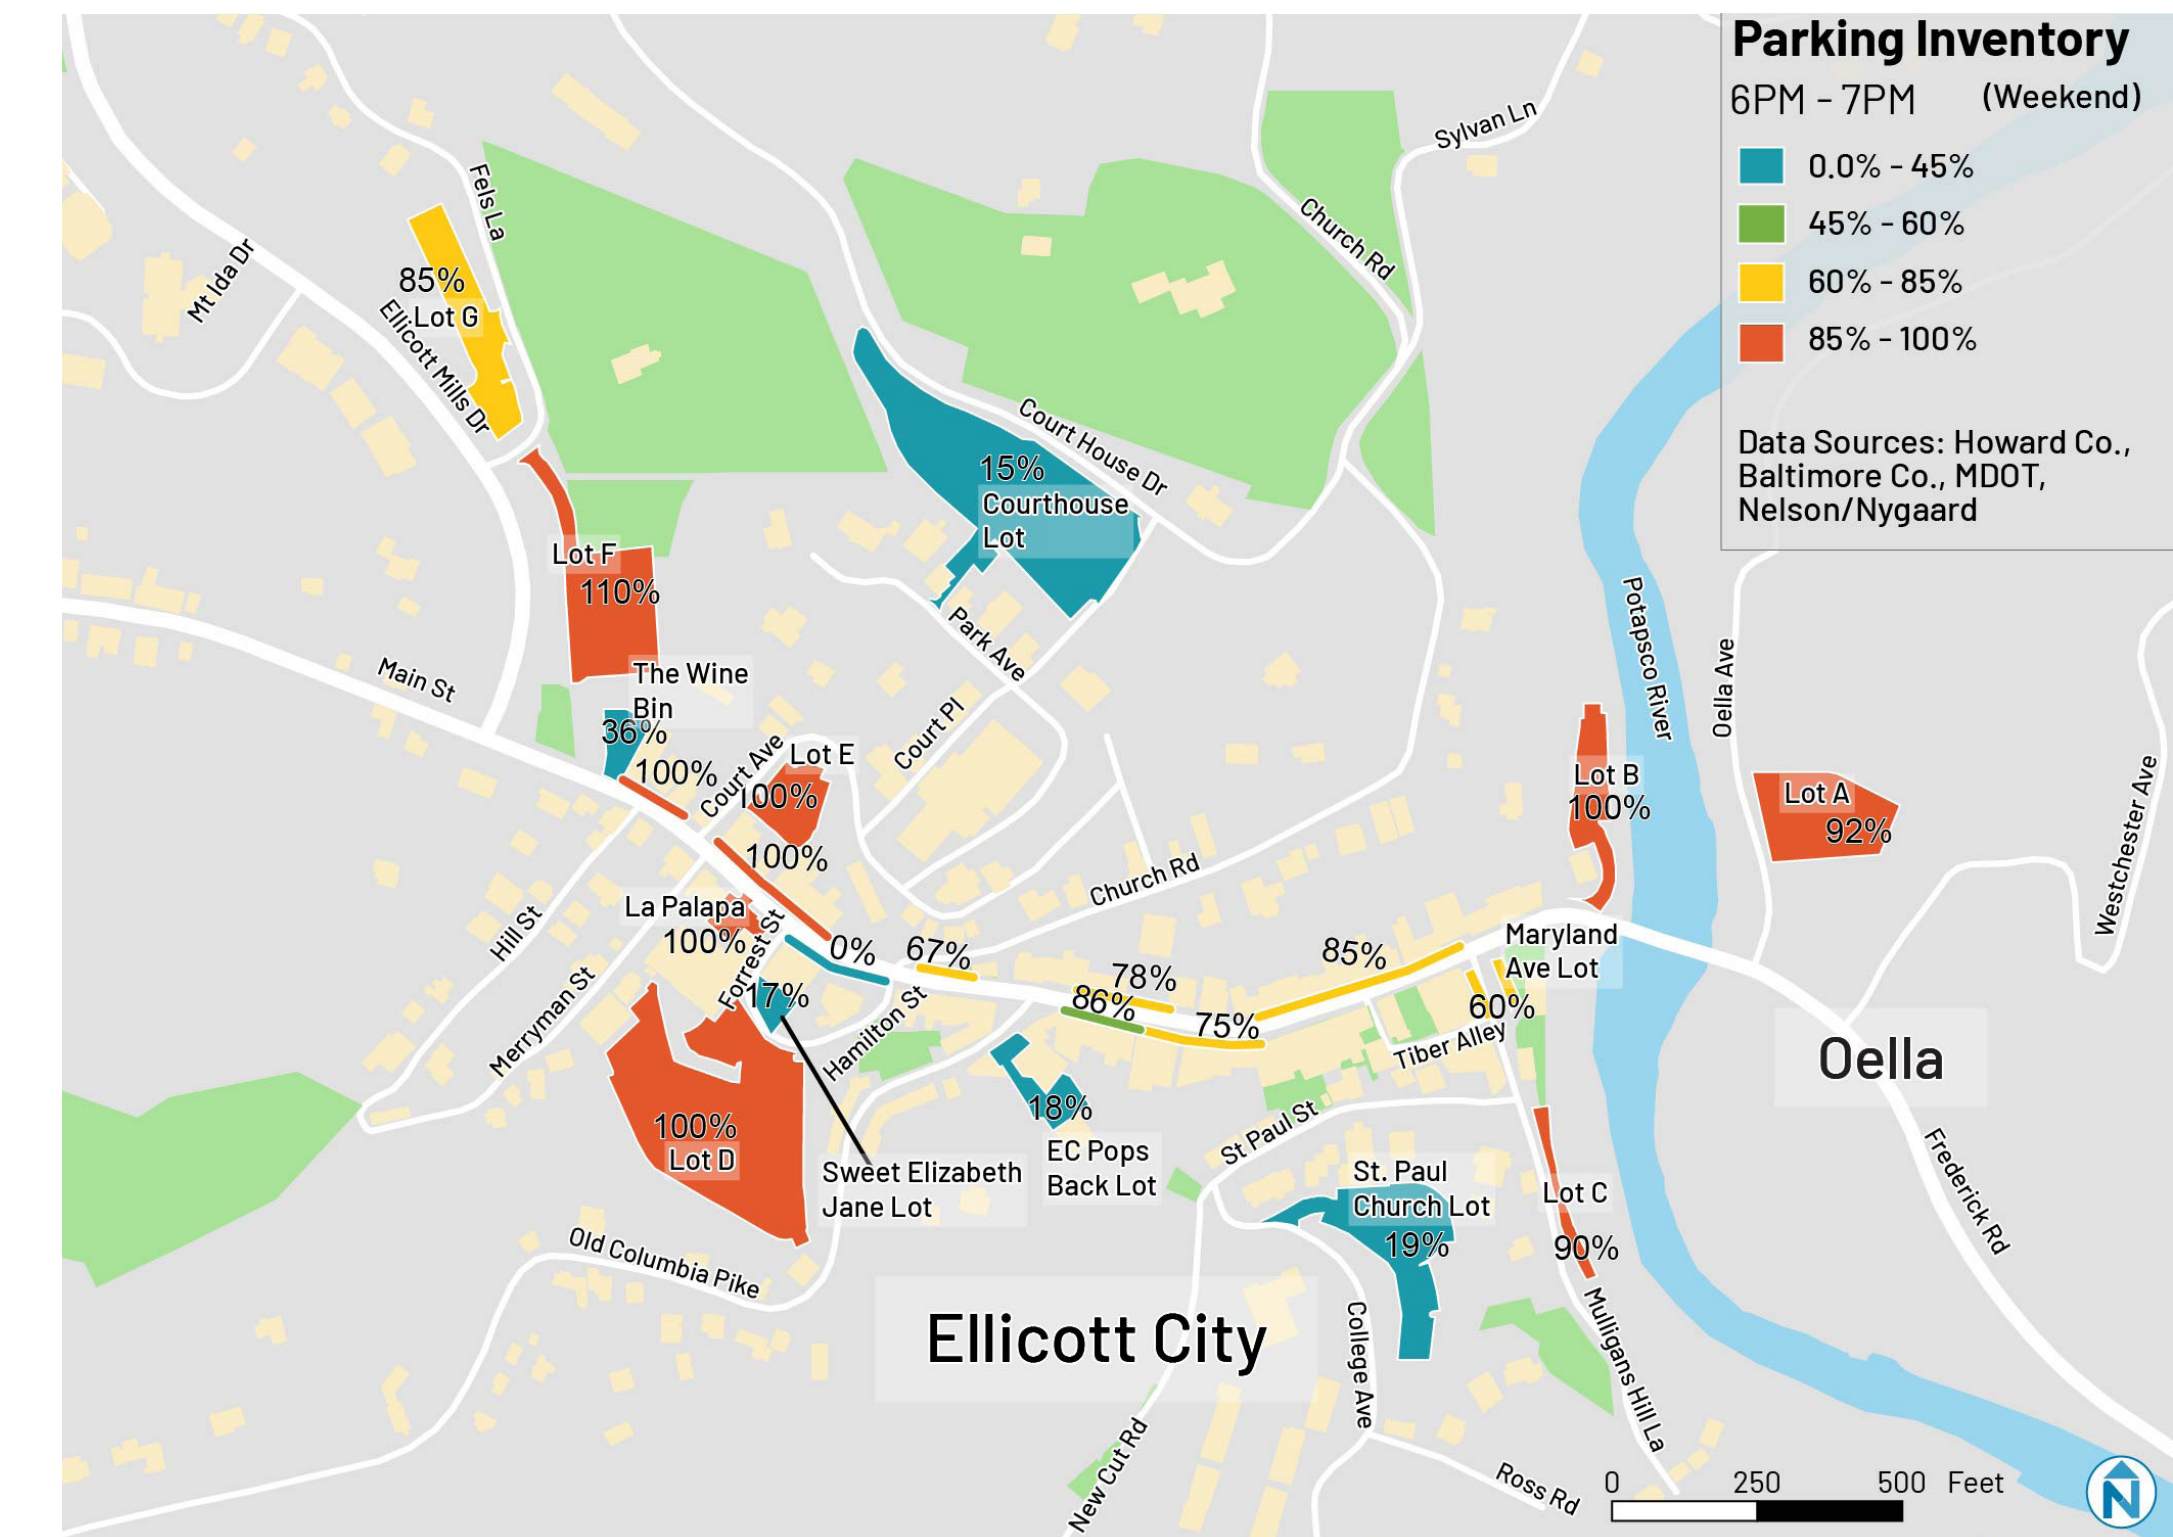 Parking Inventory
6PM - 7PM (Weekend)
0.0% - 45%
45% - 60%
60% - 85%
85% - 100%
Data Sources: Howard Co.,
Baltimore Co., MDOT,
Nelson/Nygaard
Sylvan Ln
Church Rd
Fels La
Mt Ida Dr
85%
Lot G
Ellicott Mills Dr
Court House Dr
15%
Courthouse
Lot
Lot F
110%
Park Ave
Potapsco River
Oella Ave
Main St
The Wine
Bin
36%
100%
Court Ave
Lot E
100%
Court Pl
100%
Lot B
100%
Lot A
92%
Westchester Ave
Church Rd
La Palapa
100%
Forrest St
Hill St
Merryman St
0%
67%
78%
86%
75%
85%
Maryland
Ave Lot
60%
Tiber Alley
17%
Hamilton St
Oella
18%
EC Pops
Back Lot
St Paul St
100%
Lot D
Sweet Elizabeth
Jane Lot
St. Paul
Church Lot
19%
Lot C
90%
Frederick Rd
Old Columbia Pike
Ellicott City
College Ave
Mulligans Hill La
New Cut Rd
Ross Rd
0 250 500 Feet
N